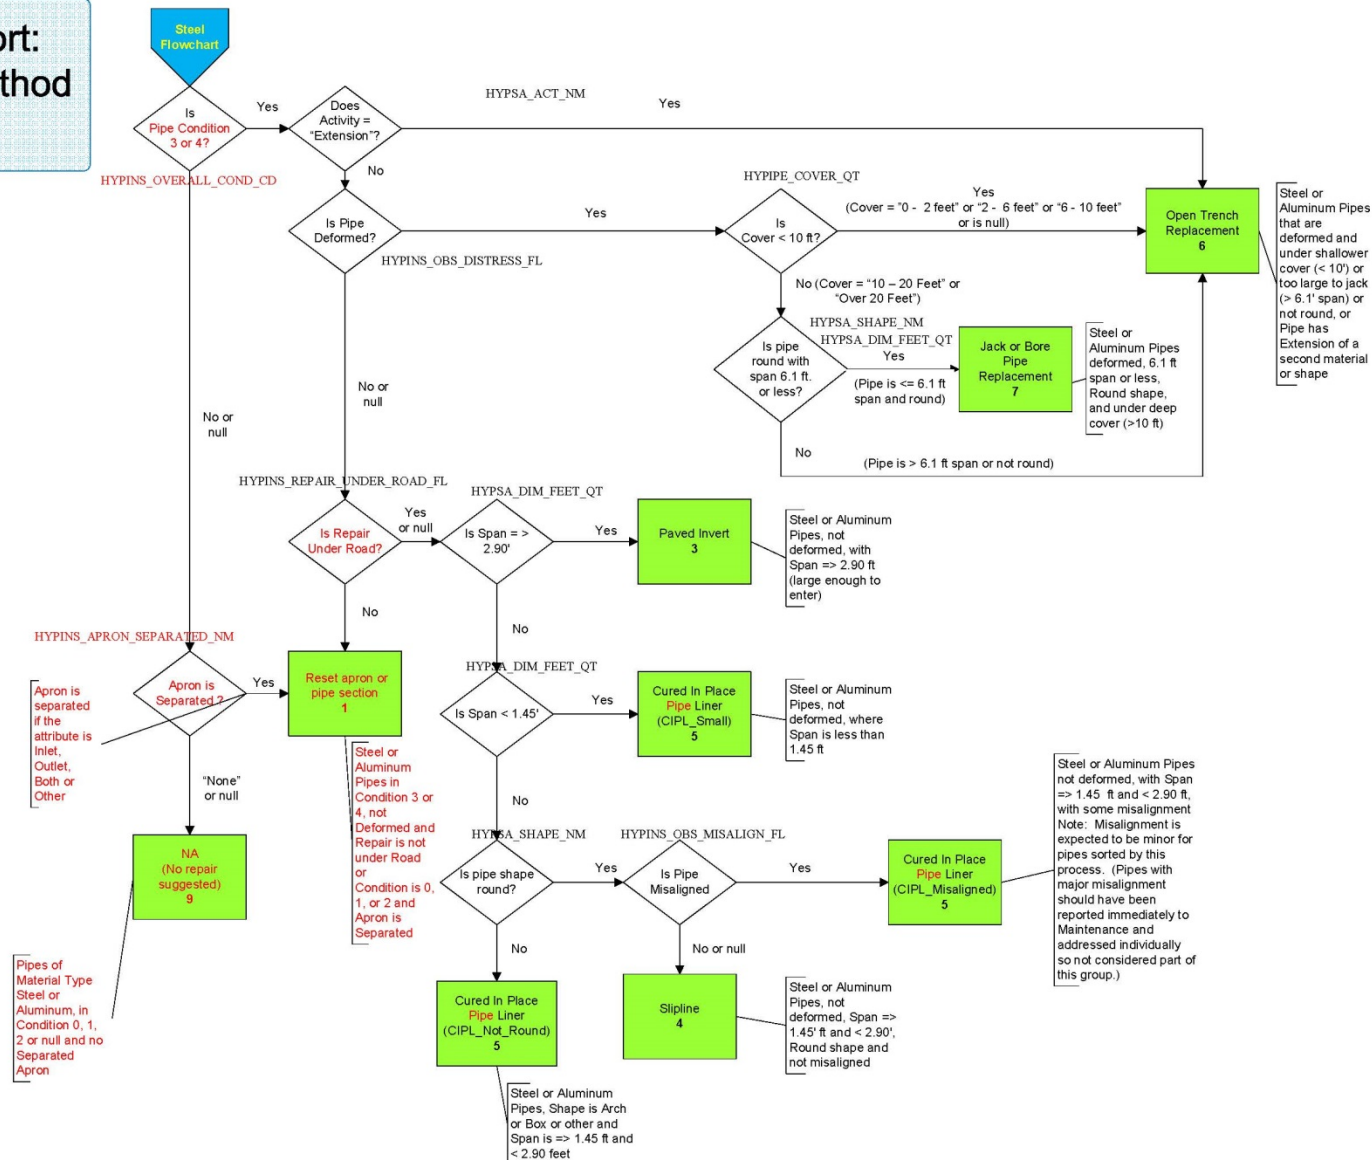 ort:
thod
Steel
Flowchart
Is
Pipe Condition
3 or 4?
Yes
HYPINS_OVERALL_COND_CD
Does
Activity =
"Extension"?
HYPSA_ACT_NM
Yes
No
Is Pipe
Deformed?
HYPINS_OBS_DISTRESS_FL
Yes
HYPIPE_COVER_QT
Is
Cover < 10 ft?
Yes
(Cover = "0 - 2 feet" or "2 - 6 feet" or "6 - 10 feet"
or is null)
Open Trench
Replacement
6
Steel or
Aluminum Pipes
that are
deformed and
under shallower
cover (< 10') or
too large to jack
(> 6.1' span) or
not round, or
Pipe has
Extension of a
second material
or shape
No (Cover = "10 – 20 Feet" or
"Over 20 Feet")
HYPSA_SHAPE_NM
HYPSA_DIM_FEET_QT
Is pipe
round with
span 6.1 ft.
or less?
Yes
(Pipe is <= 6.1 ft
span and round)
Jack or Bore
Pipe
Replacement
7
Steel or
Aluminum Pipes
deformed, 6.1 ft
span or less,
Round shape,
and under deep
cover (>10 ft)
No
(Pipe is > 6.1 ft span or not round)
No or
null
No or
null
HYPINS_REPAIR_UNDER_ROAD_FL
Is Repair
Under Road?
Yes
or null
HYPSA_DIM_FEET_QT
Is Span = >
2.90'
Yes
Paved Invert
3
Steel or Aluminum
Pipes, not
deformed, with
Span => 2.90 ft
(large enough to
enter)
No
No
HYPINS_APRON_SEPARATED_NM
Apron is
Separated ?
Yes
Apron is
separated
if the
attribute is
Inlet,
Outlet,
Both or
Other
Reset apron or
pipe section
1
Steel or
Aluminum
Pipes in
Condition 3 or
4, not
Deformed and
Repair is not
under Road
or
Condition is 0,
1, or 2 and
Apron is
Separated
HYPSA_DIM_FEET_QT
Is Span < 1.45'
Yes
Cured In Place
Pipe Liner
(CIPL_Small)
5
Steel or Aluminum
Pipes, not
deformed, where
Span is less than
1.45 ft
"None"
or null
No
NA
(No repair
suggested)
9
Pipes of
Material Type
Steel or
Aluminum, in
Condition 0, 1,
2 or null and no
Separated
Apron
HYPSA_SHAPE_NM
Is pipe shape
round?
Yes
HYPINS_OBS_MISALIGN_FL
Is Pipe
Misaligned
Yes
Cured In Place
Pipe Liner
(CIPL_Misaligned)
5
Steel or Aluminum Pipes
not deformed, with Span
=> 1.45 ft and < 2.90 ft,
with some misalignment
Note: Misalignment is
expected to be minor for
pipes sorted by this
process. (Pipes with
major misalignment
should have been
reported immediately to
Maintenance and
addressed individually
so not considered part of
this group.)
No
No or null
Cured In Place
Pipe Liner
(CIPL_Not_Round)
5
Slipline
4
Steel or Aluminum
Pipes, not
deformed, Span =>
1.45' ft and < 2.90',
Round shape and
not misaligned
Steel or Aluminum
Pipes, Shape is Arch
or Box or other and
Span is => 1.45 ft and
< 2.90 feet